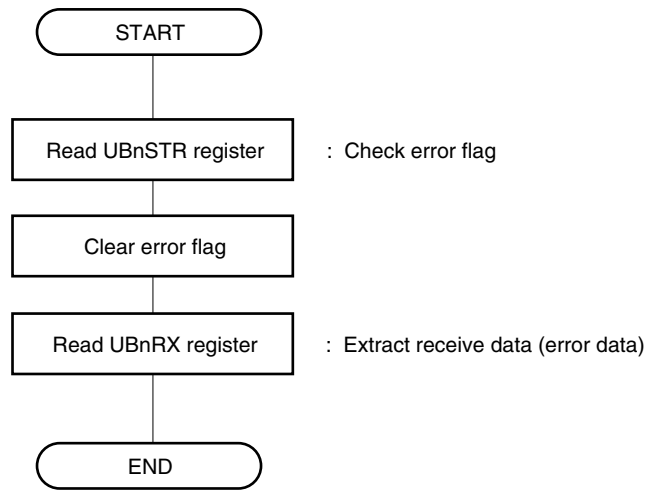 START
Read UBnSTR register : Check error flag
Clear error flag
Read UBnRX register : Extract receive data (error data)
END